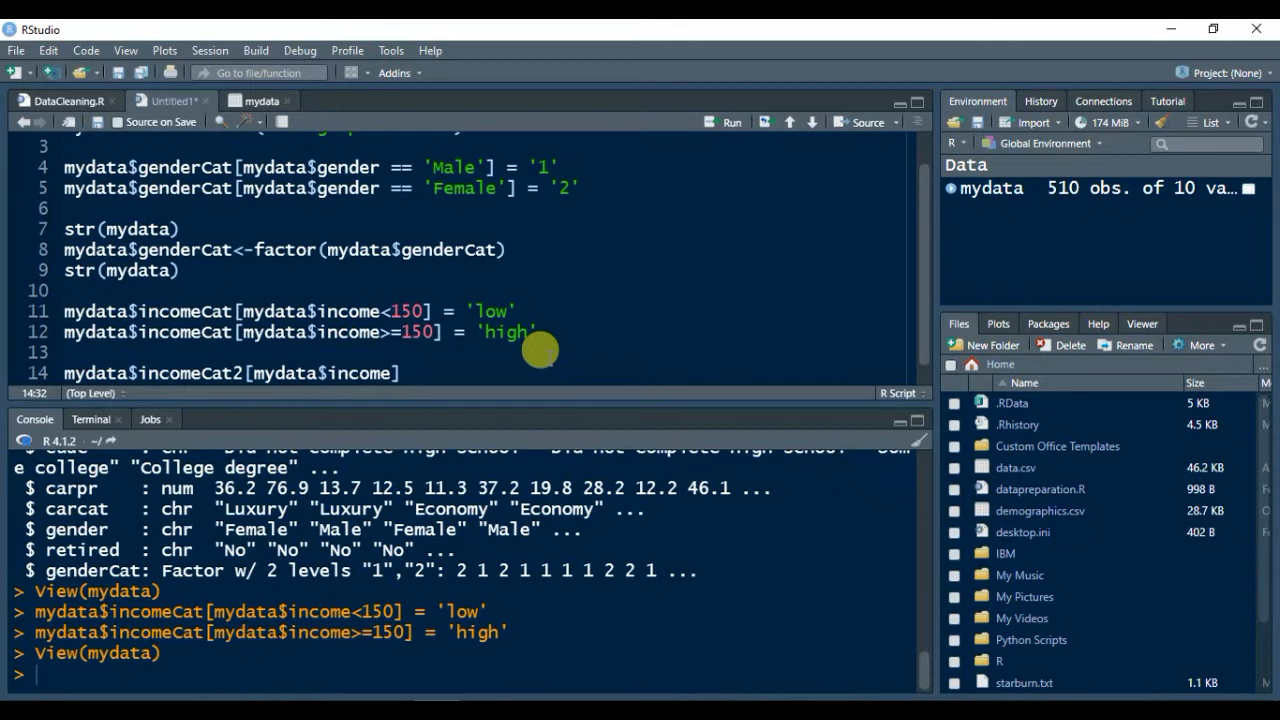 RStudio
File Edit View Plots Session Build Debug Profile Tools Help
Go to file/function Addins Project: (None)
DataCleaning.R Untitled1* mydata
Source on Save Run Source
3
4 mydata$genderCat[mydata$gender == 'Male'] = '1'
5 mydata$genderCat[mydata$gender == 'Female'] = '2'
6
7 str(mydata)
8 mydata$genderCat<-factor(mydata$genderCat)
9 str(mydata)
10
11 mydata$incomeCat[mydata$income<150] = 'low'
12 mydata$incomeCat[mydata$income>=150] = 'high'
13
14 mydata$incomeCat2[mydata$income]
14:32 (Top Level) R Script
Console Terminal Jobs
R 4.1.2 · ~/
e college" "College degree" ...
$ carpr : num 36.2 76.9 13.7 12.5 11.3 37.2 19.8 28.2 12.2 46.1 ...
$ carcat : chr "Luxury" "Luxury" "Economy" "Economy" ...
$ gender : chr "Female" "Male" "Female" "Male" ...
$ retired : chr "No" "No" "No" "No" ...
$ genderCat: Factor w/ 2 levels "1","2": 2 1 2 1 1 1 1 2 2 1 ...
> View(mydata)
> mydata$incomeCat[mydata$income<150] = 'low'
> mydata$incomeCat[mydata$income>=150] = 'high'
> View(mydata)
>
Environment History Connections Tutorial
Import 174 MiB List
R Global Environment
Data
mydata 510 obs. of 10 va...
Files Plots Packages Help Viewer
New Folder Delete Rename More
Home
Name Size
.RData 5 KB
.Rhistory 4.5 KB
Custom Office Templates
data.csv 46.2 KB
datapreparation.R 998 B
demographics.csv 28.7 KB
desktop.ini 402 B
IBM
My Music
My Pictures
My Videos
Python Scripts
R
starburn.txt 1.1 KB